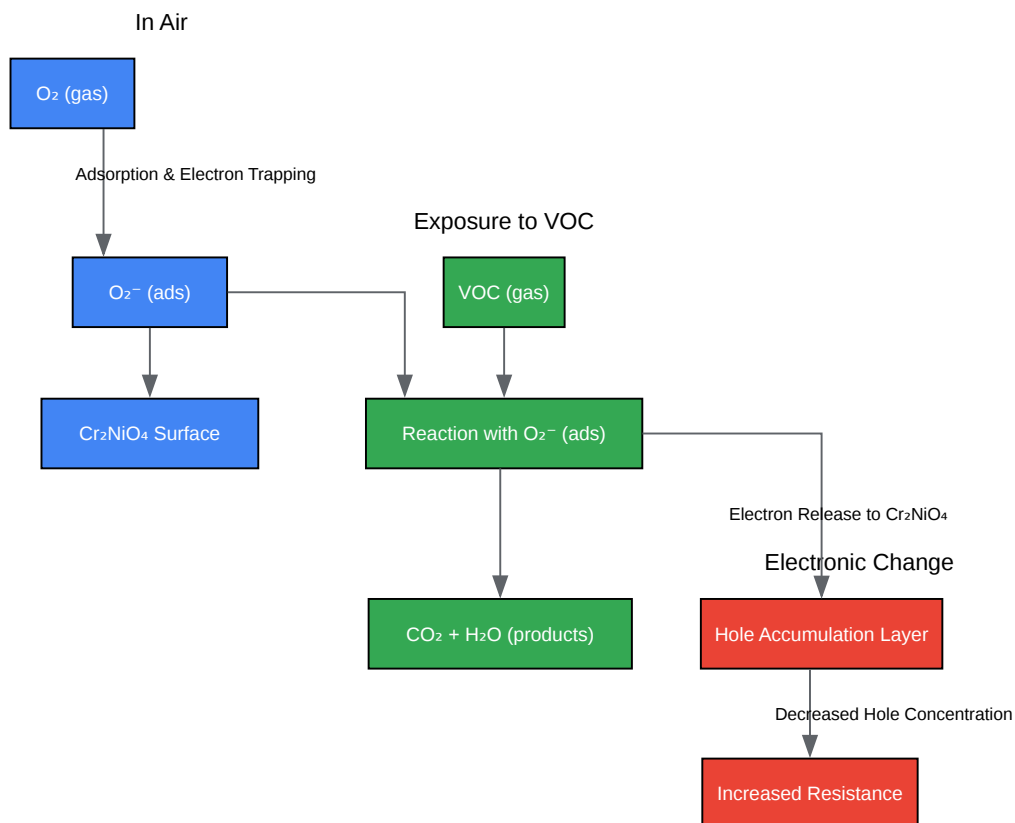 In Air
O₂ (gas)
Adsorption & Electron Trapping
Exposure to VOC
O₂⁻ (ads)
VOC (gas)
Cr₂NiO₄ Surface
Reaction with O₂⁻ (ads)
Electron Release to Cr₂NiO₄
Electronic Change
CO₂ + H₂O (products)
Hole Accumulation Layer
Decreased Hole Concentration
Increased Resistance